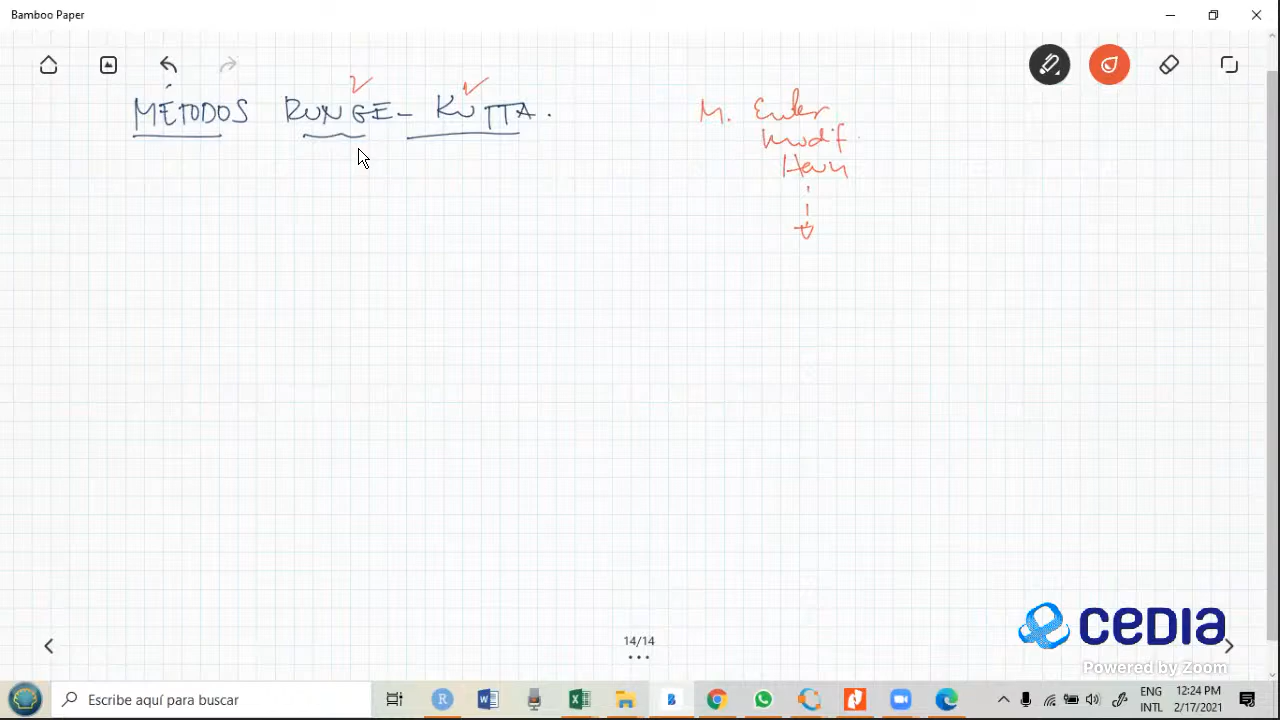 Bamboo Paper
MÉTODOS RUNGE - KUTTA.
M. Euler
Modif
Heun
14/14
cedia
Powered by Zoom
Escribe aquí para buscar
ENG
INTL
12:24 PM
2/17/2021